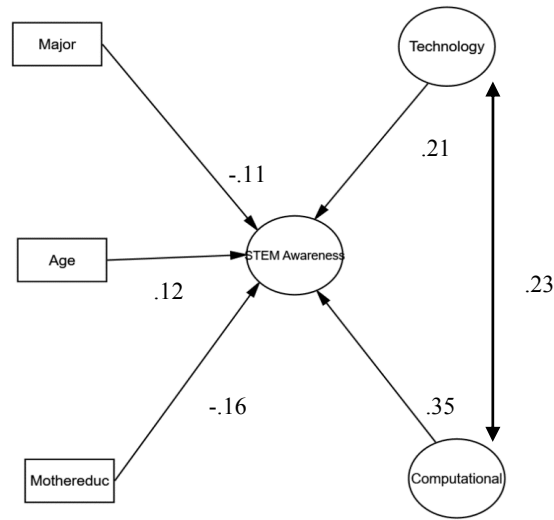 Major
Technology
-.11
.21
Age
STEM Awareness
.12
.23
-.16
.35
Mothereduc
Computational